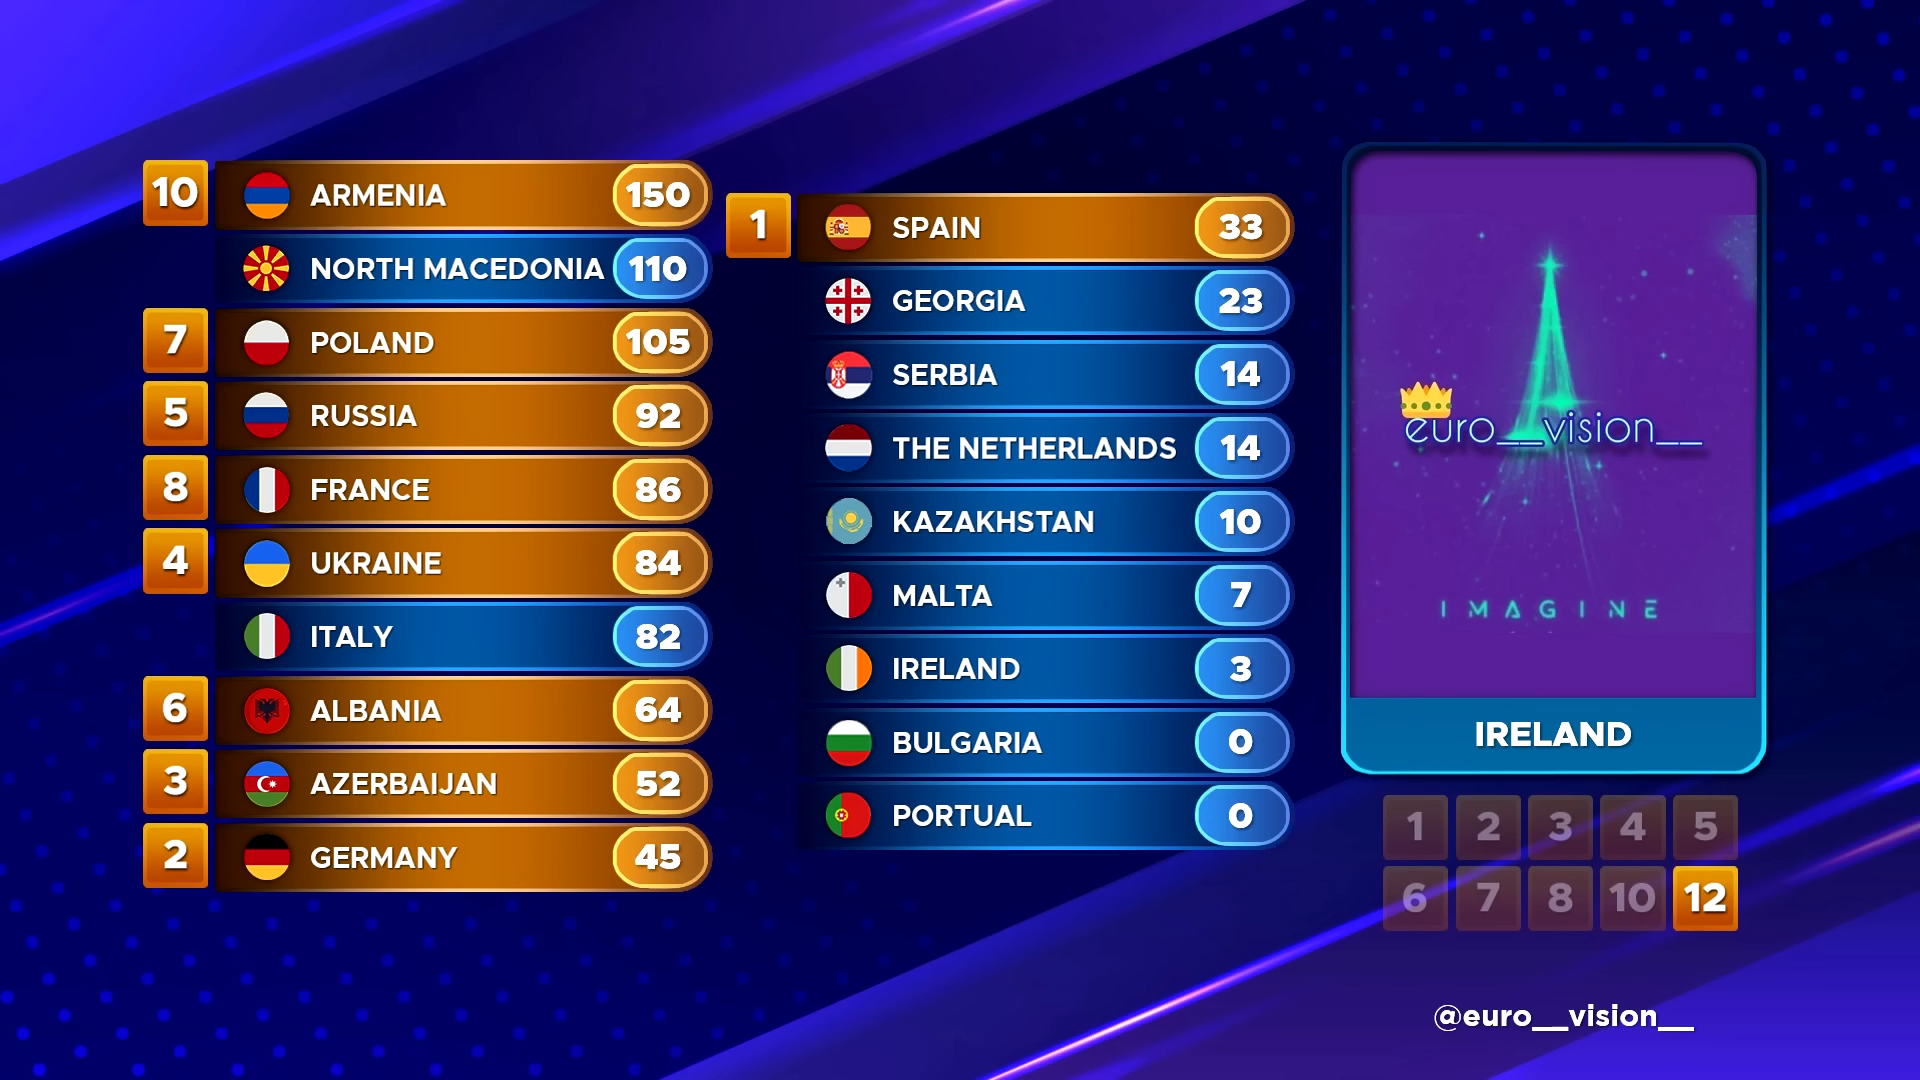 10 ARMENIA 150
NORTH MACEDONIA 110
7 POLAND 105
5 RUSSIA 92
8 FRANCE 86
4 UKRAINE 84
ITALY 82
6 ALBANIA 64
3 AZERBAIJAN 52
2 GERMANY 45
1 SPAIN 33
GEORGIA 23
SERBIA 14
THE NETHERLANDS 14
KAZAKHSTAN 10
MALTA 7
IRELAND 3
BULGARIA 0
PORTUAL 0
euro__vision__
IMAGINE
IRELAND
1 2 3 4 5
6 7 8 10 12
@euro__vision__